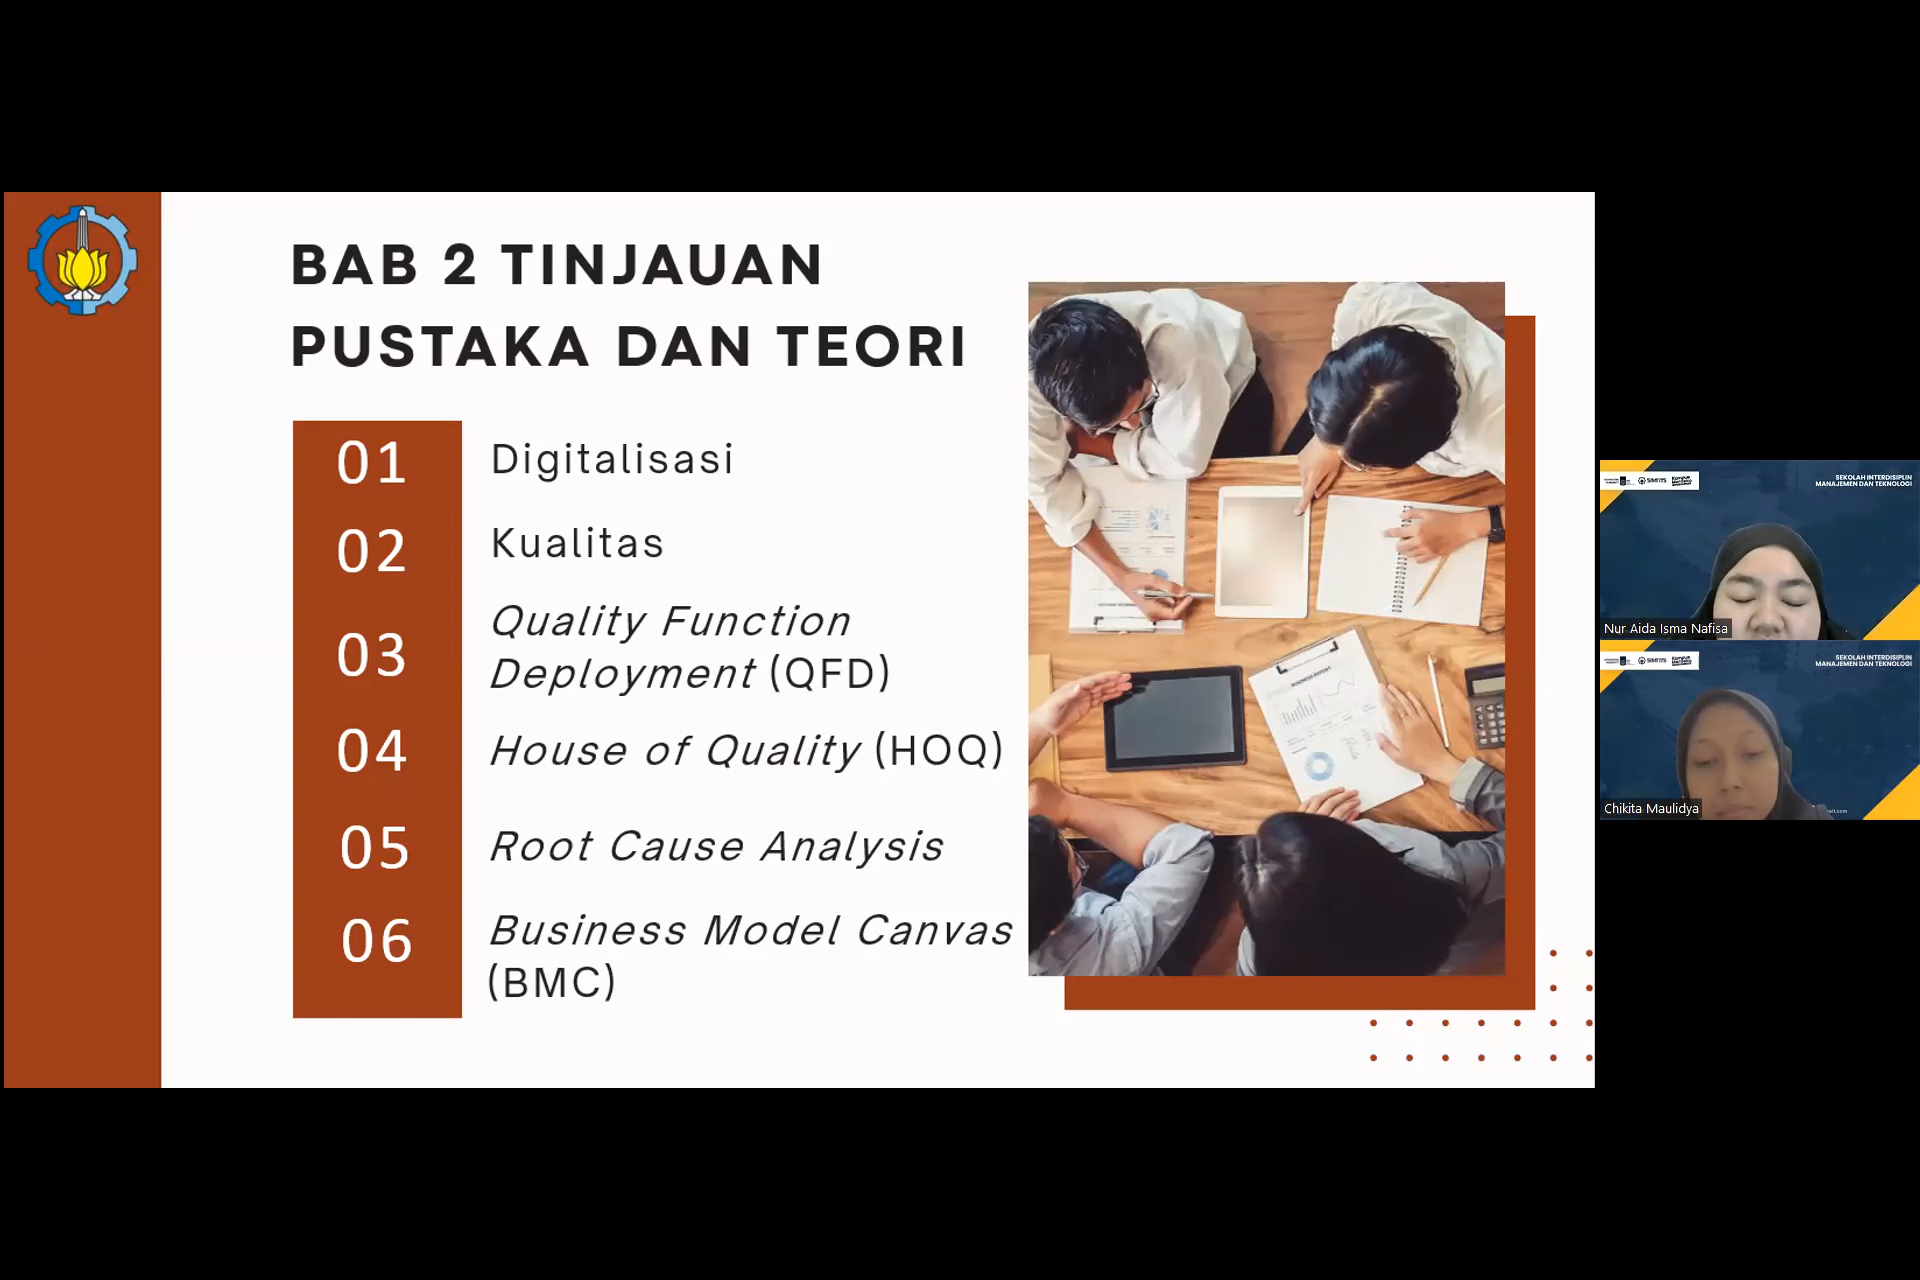 BAB 2 TINJAUAN
PUSTAKA DAN TEORI
01
Digitalisasi
02
Kualitas
03
Quality Function
Deployment (QFD)
04
House of Quality (HOQ)
05
Root Cause Analysis
06
Business Model Canvas
(BMC)
SEKOLAH INTERDISIPLIN
MANAJEMEN DAN TEKNOLOGI
Nur Aida Isma Nafisa
SEKOLAH INTERDISIPLIN
MANAJEMEN DAN TEKNOLOGI
Chikita Maulidya